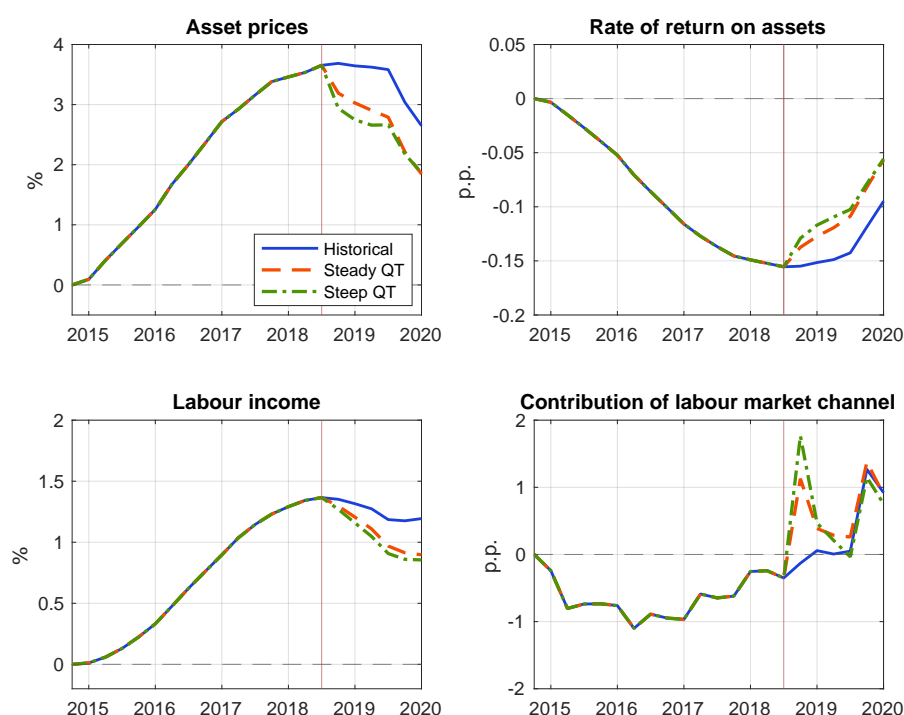 Asset prices
4
3
2
1
0
%
Historical
Steady QT
Steep QT
2015 2016 2017 2018 2019 2020
Rate of return on assets
0.05
0
-0.05
-0.1
-0.15
-0.2
p.p.
2015 2016 2017 2018 2019 2020
Labour income
2
1.5
1
0.5
0
%
2015 2016 2017 2018 2019 2020
Contribution of labour market channel
2
1
0
-1
-2
p.p.
2015 2016 2017 2018 2019 2020